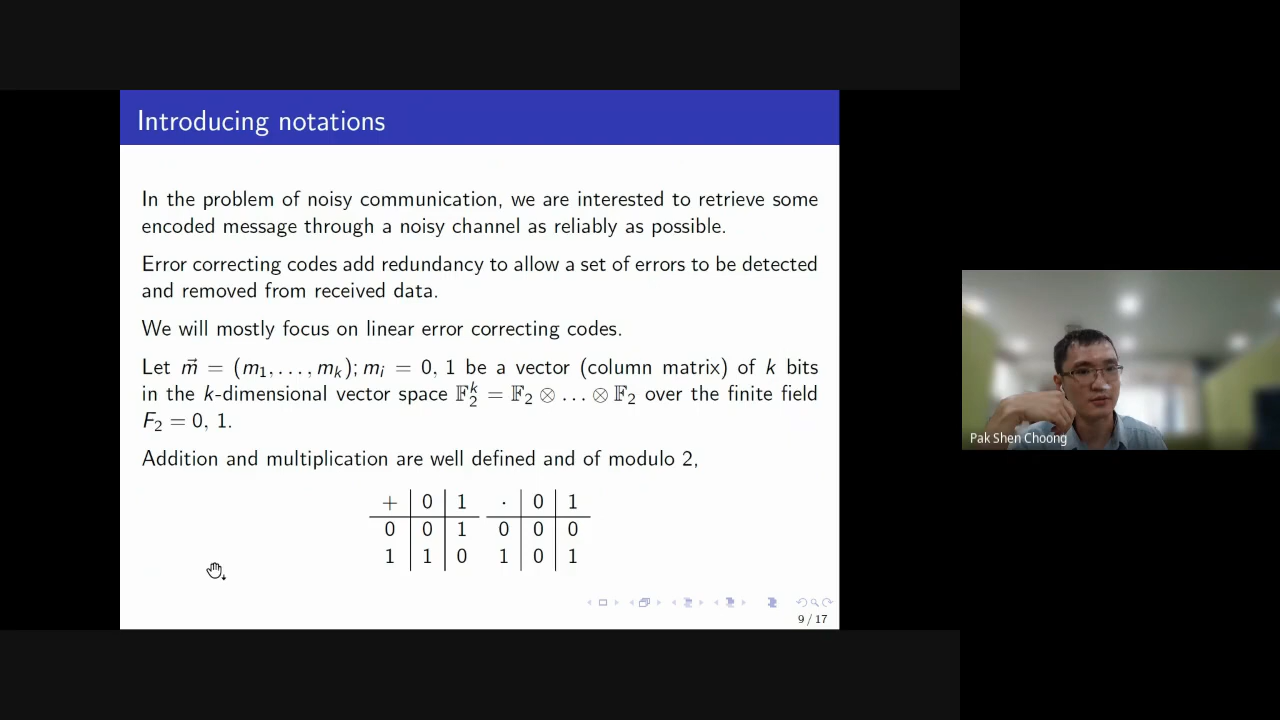 Introducing notations
In the problem of noisy communication, we are interested to retrieve some
encoded message through a noisy channel as reliably as possible.
Error correcting codes add redundancy to allow a set of errors to be detected
and removed from received data.
We will mostly focus on linear error correcting codes.
Let m⃗ = (m₁, . . . , mₖ); mᵢ = 0, 1 be a vector (column matrix) of k bits
in the k-dimensional vector space 𝔽₂ᵏ = 𝔽₂ ⊗ . . . ⊗ 𝔽₂ over the finite field
F₂ = 0, 1.
Addition and multiplication are well defined and of modulo 2,
+ 0 1 · 0 1
0 0 1 0 0 0
1 1 0 1 0 1
9 / 17
Pak Shen Choong